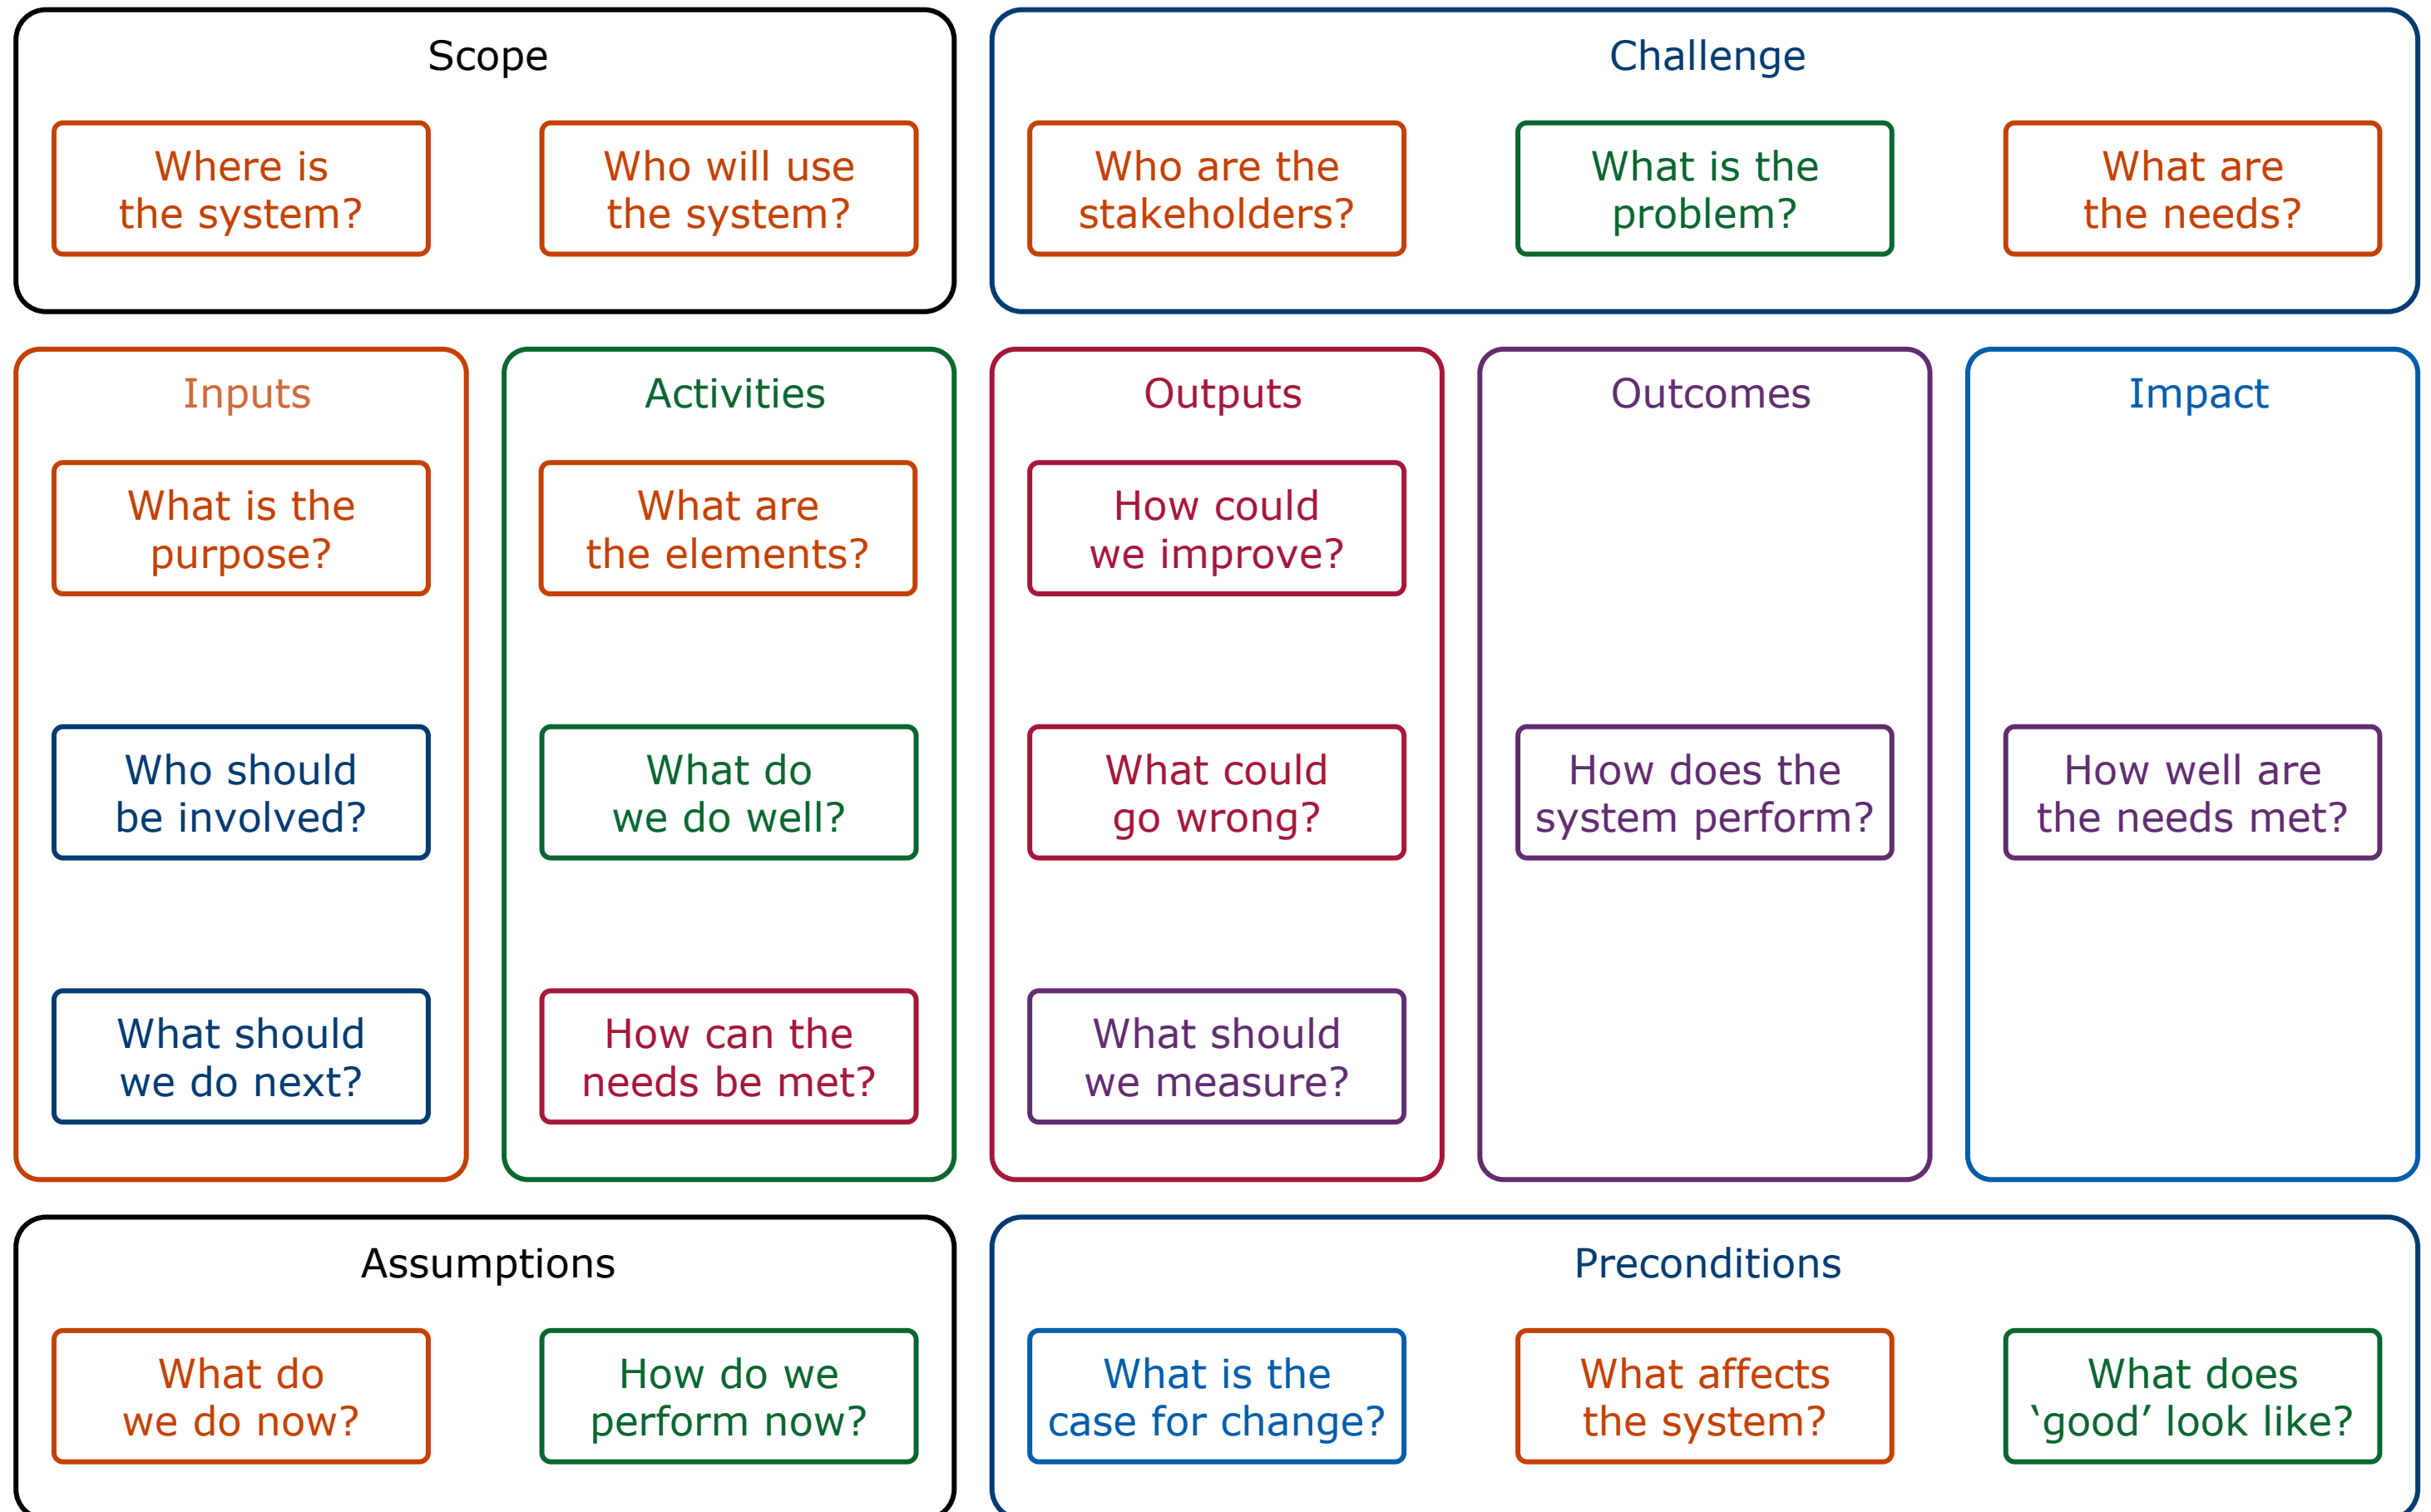 Scope
Where is
the system?
Who will use
the system?
Challenge
Who are the
stakeholders?
What is the
problem?
What are
the needs?
Inputs
What is the
purpose?
Who should
be involved?
What should
we do next?
Activities
What are
the elements?
What do
we do well?
How can the
needs be met?
Outputs
How could
we improve?
What could
go wrong?
What should
we measure?
Outcomes
How does the
system perform?
Impact
How well are
the needs met?
Assumptions
What do
we do now?
How do we
perform now?
Preconditions
What is the
case for change?
What affects
the system?
What does
‘good’ look like?